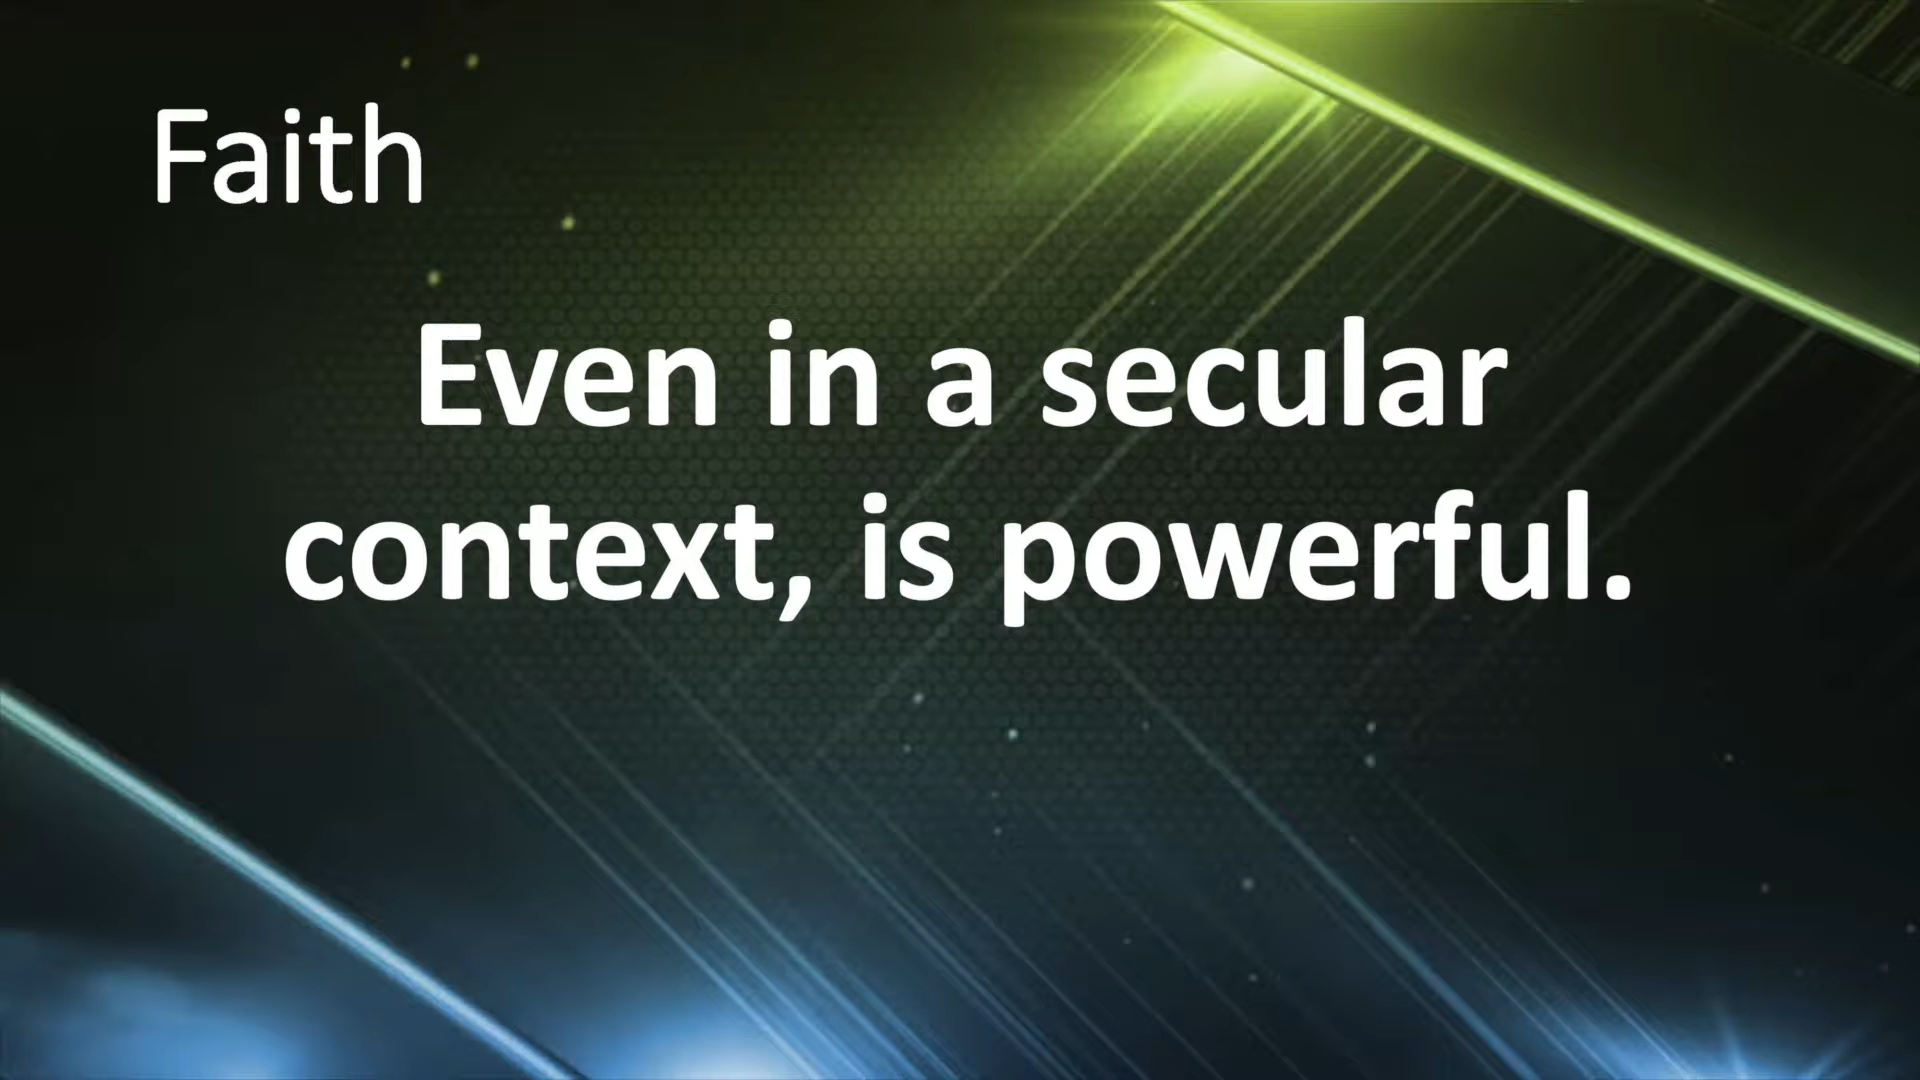 Faith
Even in a secular
context, is powerful.